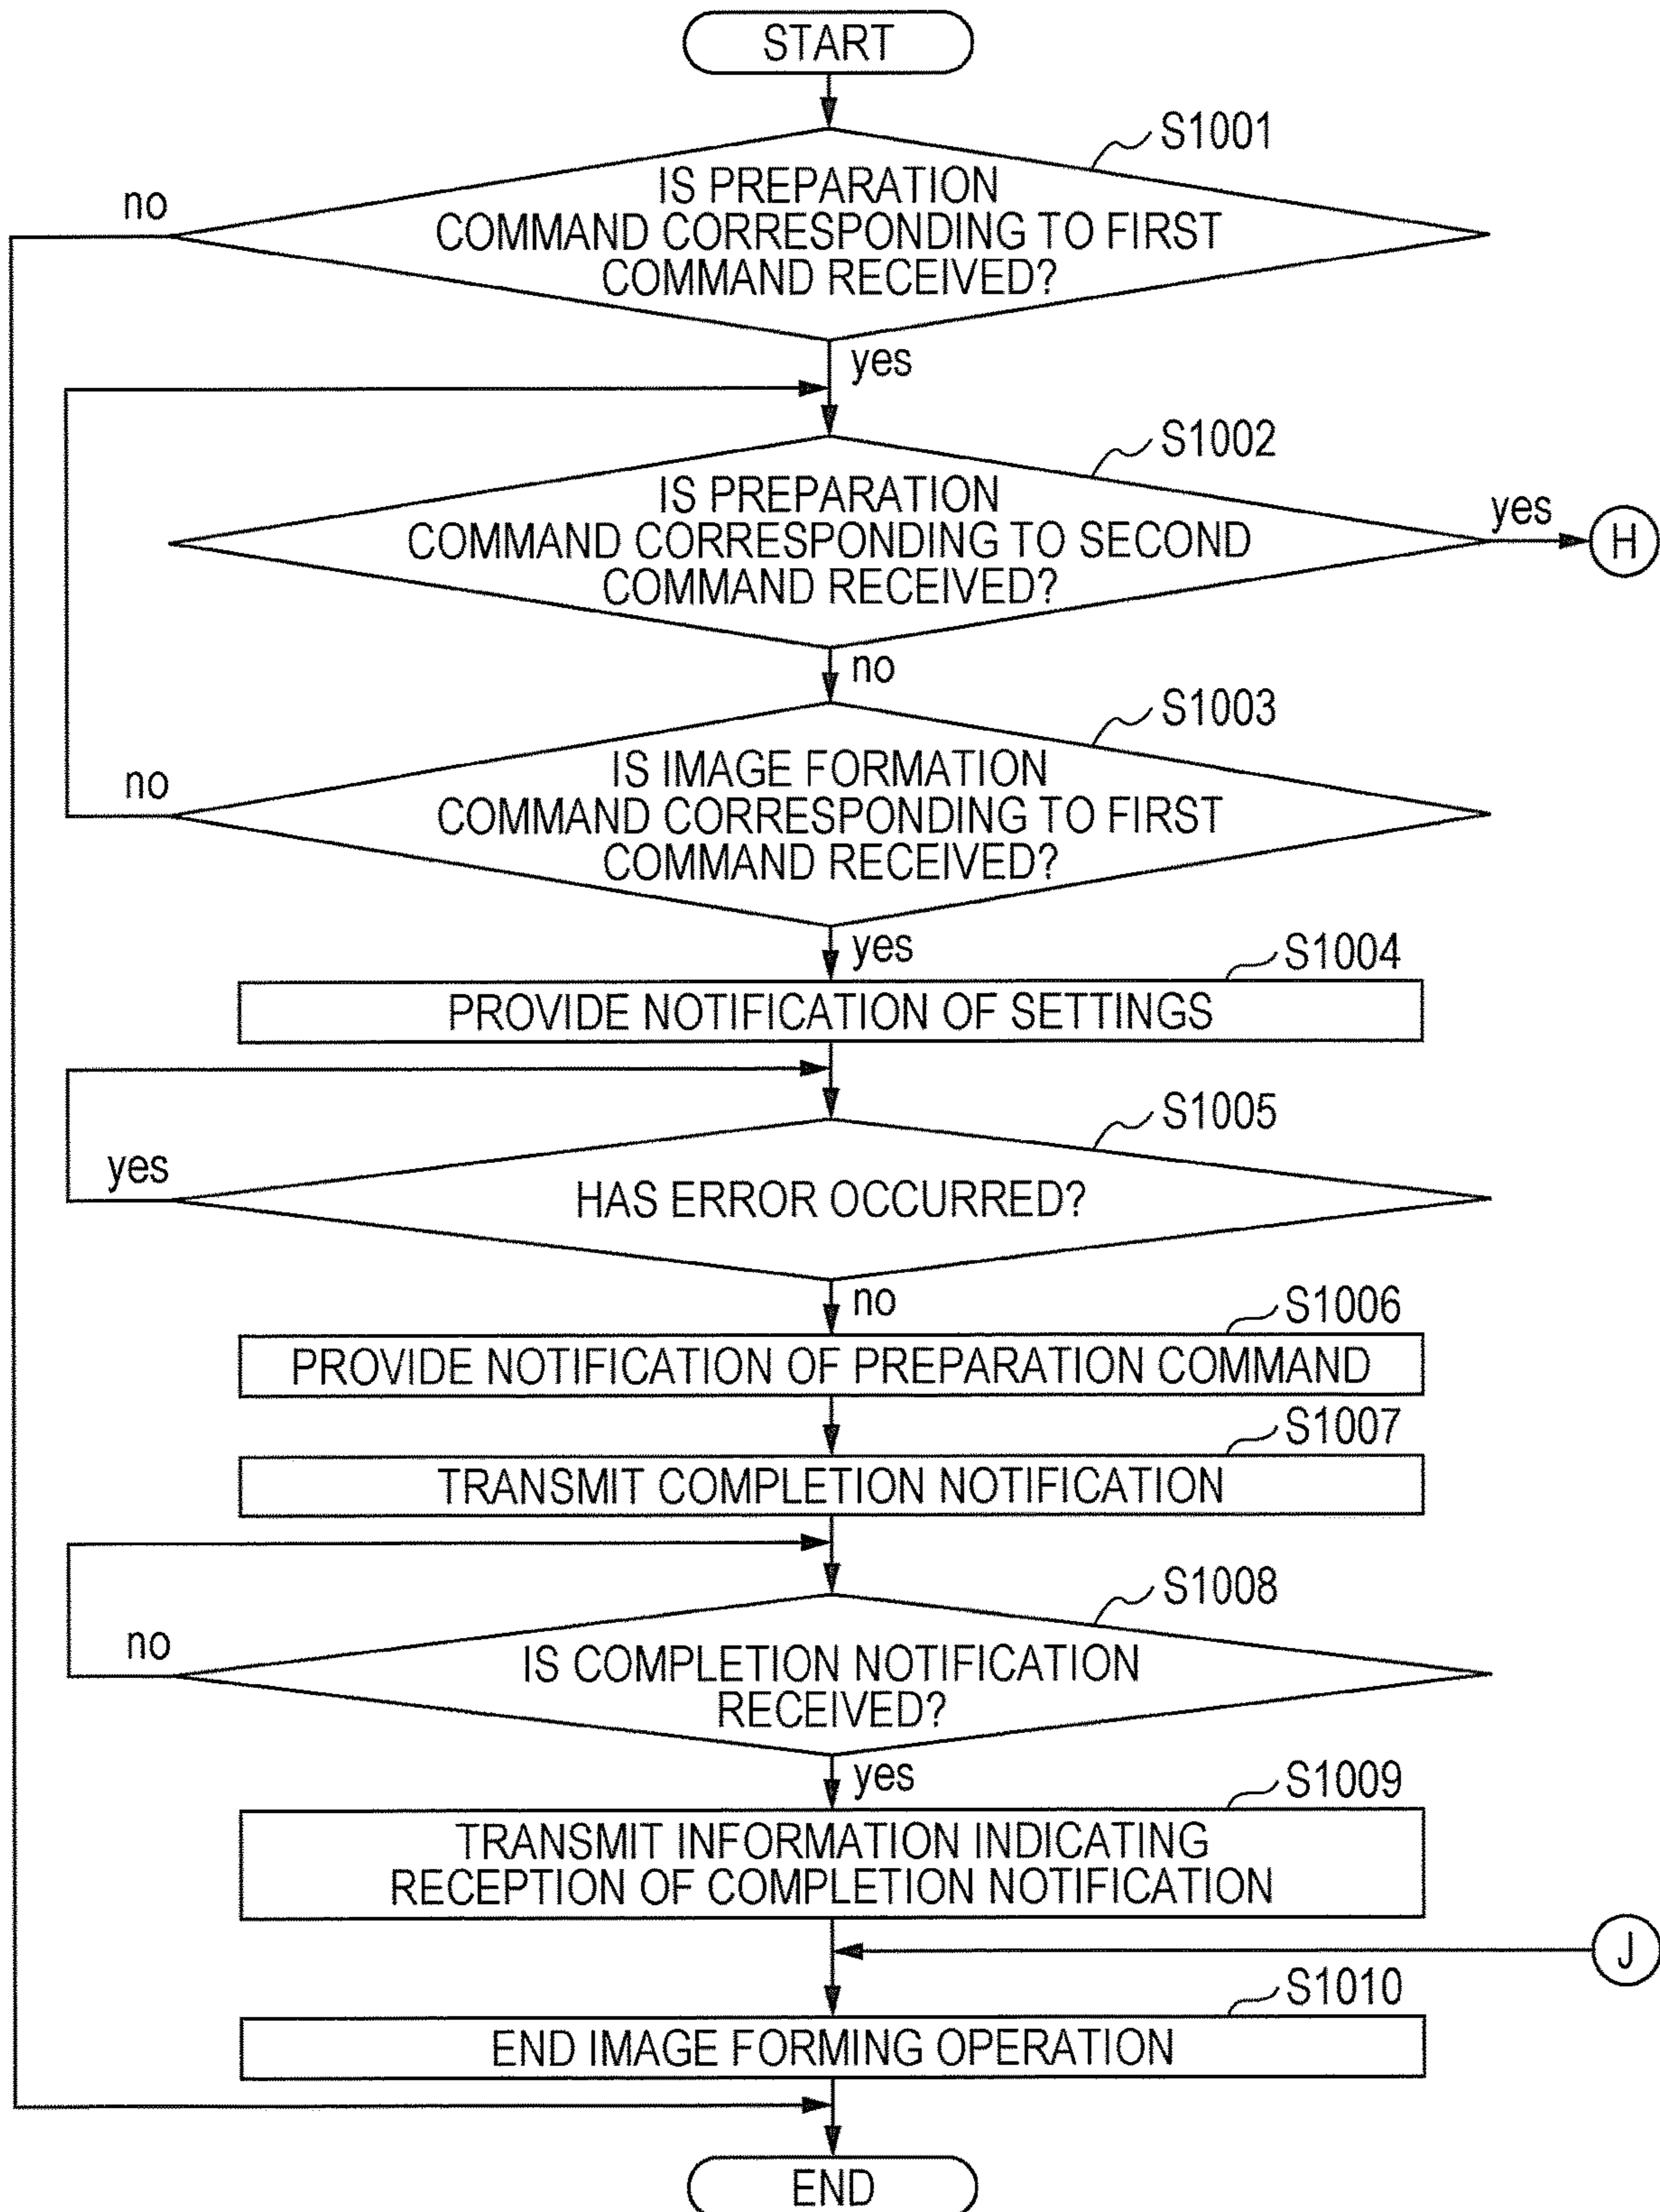 START
S1001
no
IS PREPARATION
COMMAND CORRESPONDING TO FIRST
COMMAND RECEIVED?
yes
S1002
IS PREPARATION
COMMAND CORRESPONDING TO SECOND
COMMAND RECEIVED?
yes
H
no
S1003
no
IS IMAGE FORMATION
COMMAND CORRESPONDING TO FIRST
COMMAND RECEIVED?
yes
S1004
PROVIDE NOTIFICATION OF SETTINGS
S1005
yes
HAS ERROR OCCURRED?
no
S1006
PROVIDE NOTIFICATION OF PREPARATION COMMAND
S1007
TRANSMIT COMPLETION NOTIFICATION
S1008
no
IS COMPLETION NOTIFICATION
RECEIVED?
yes
S1009
TRANSMIT INFORMATION INDICATING
RECEPTION OF COMPLETION NOTIFICATION
J
S1010
END IMAGE FORMING OPERATION
END